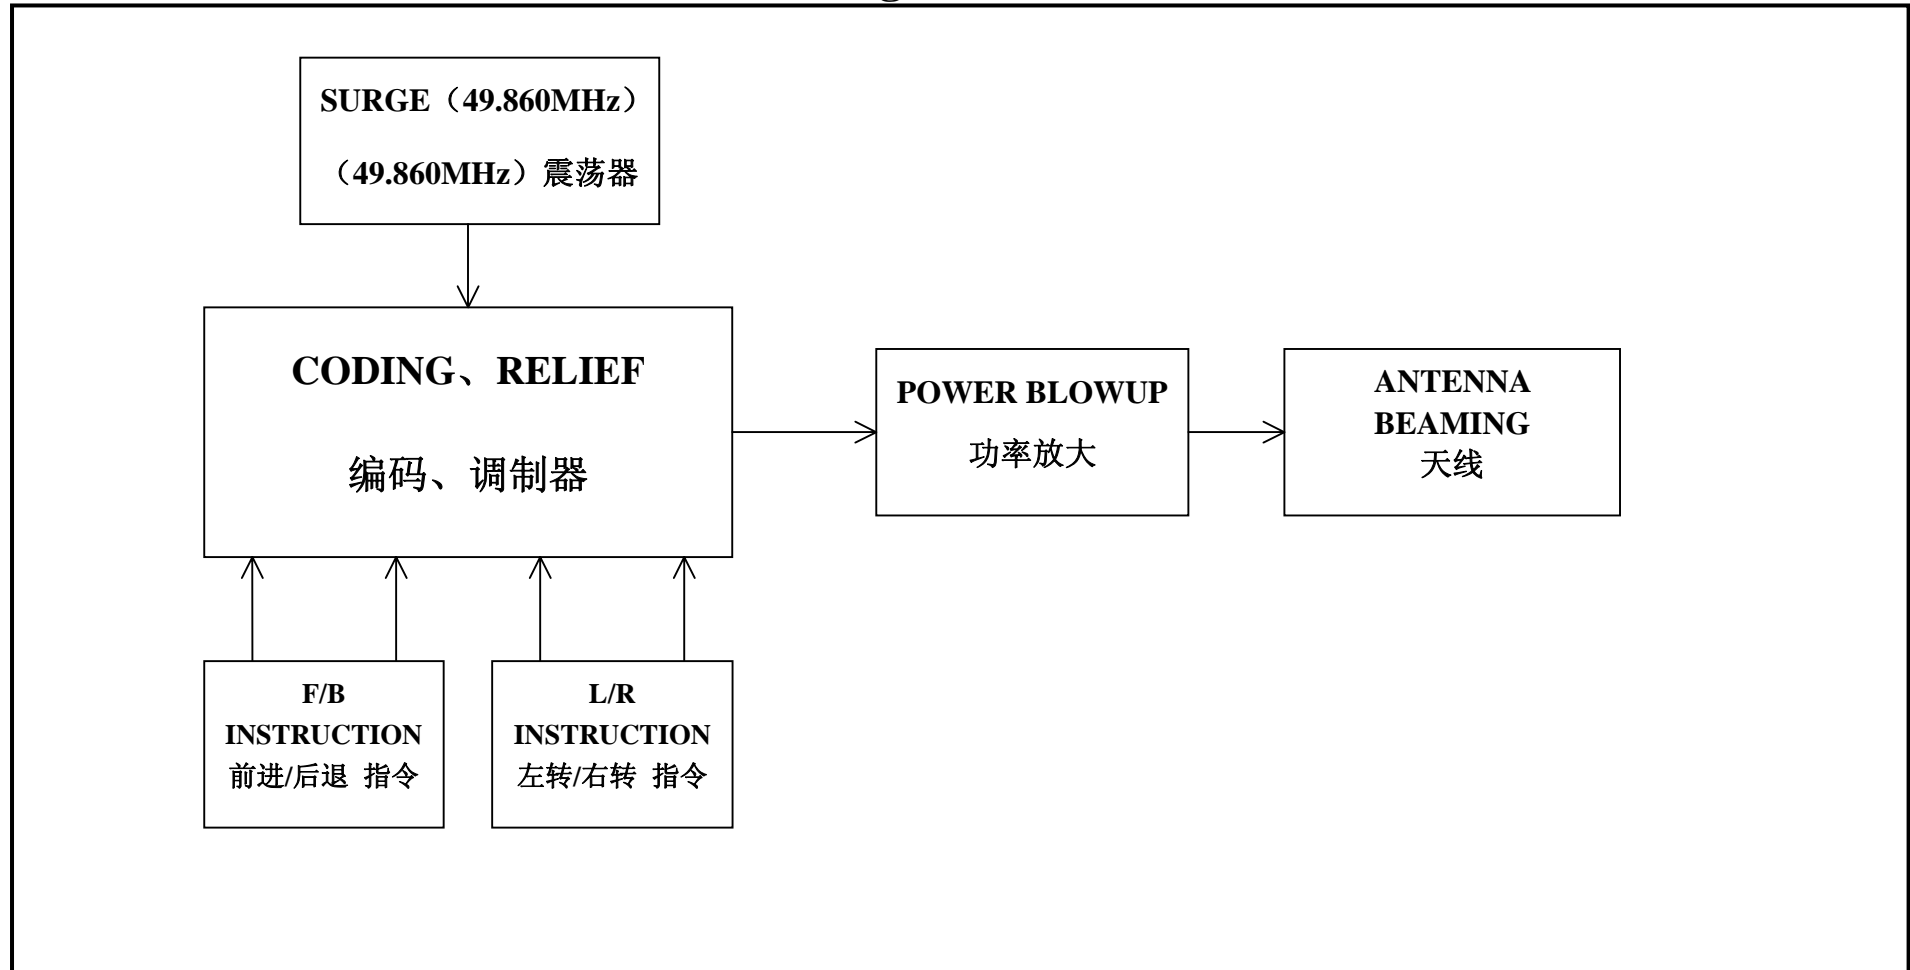 SURGE（49.860MHz）
（49.860MHz）震荡器
CODING、RELIEF
编码、调制器
POWER BLOWUP
功率放大
ANTENNA
BEAMING
天线
F/B
INSTRUCTION
前进/后退 指令
L/R
INSTRUCTION
左转/右转 指令